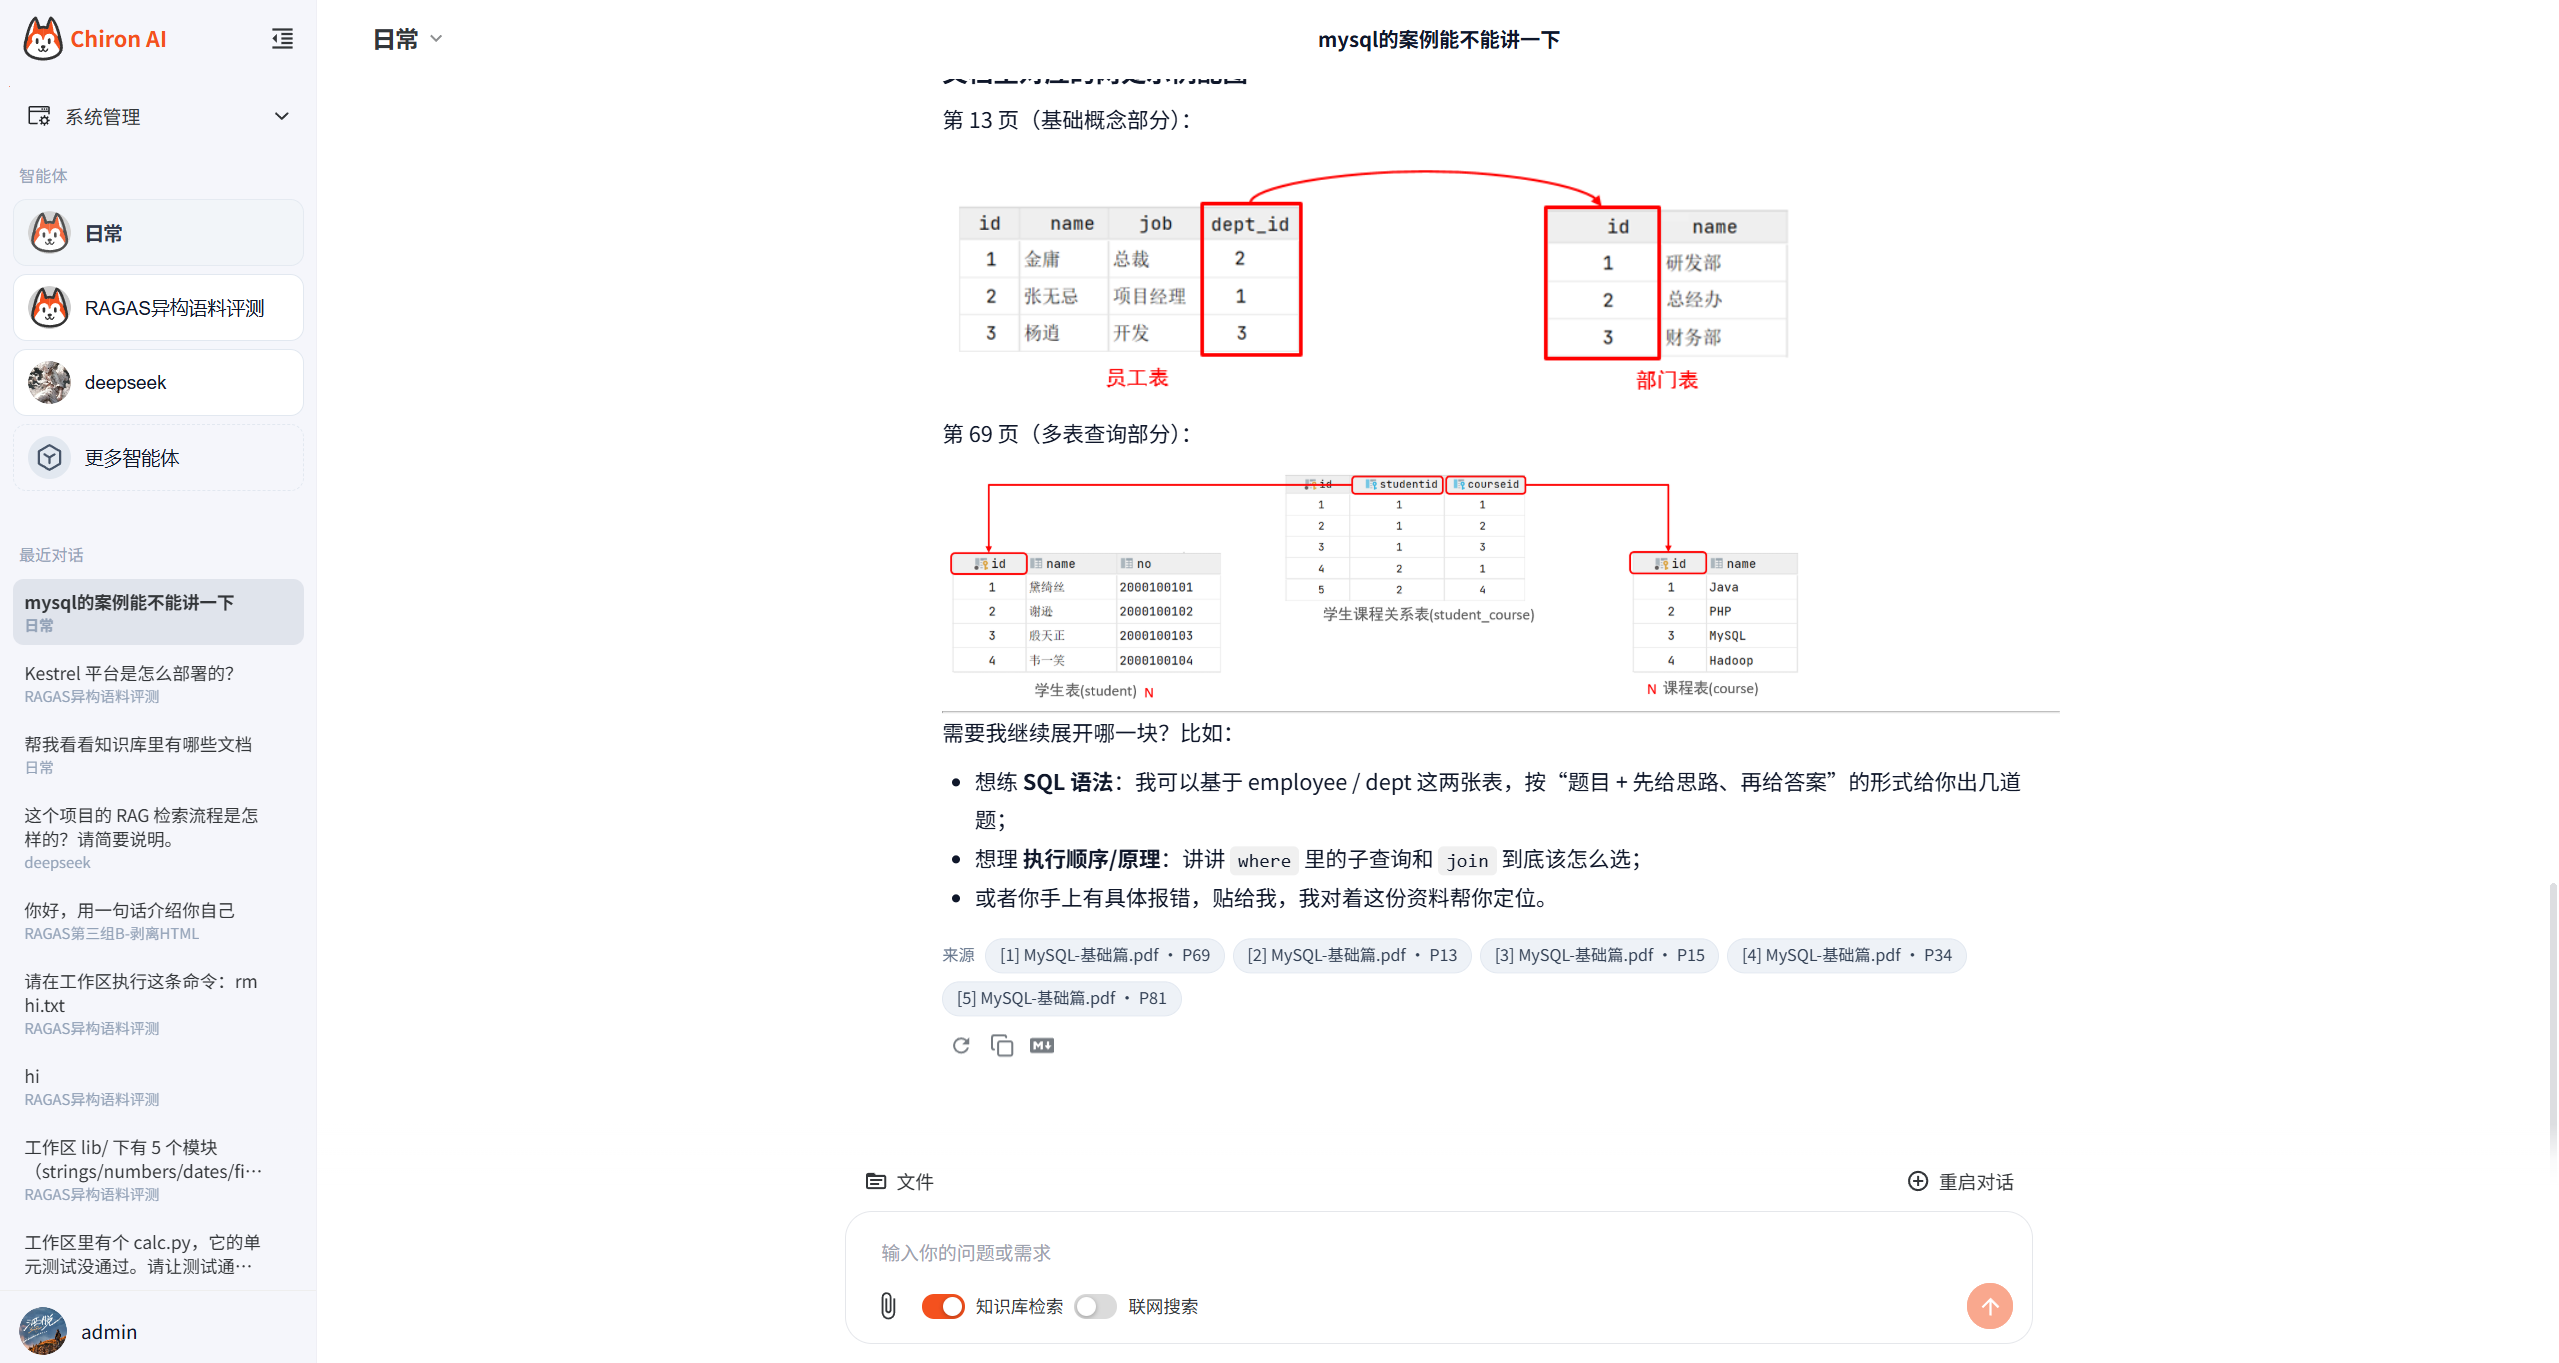 Chiron AI
系统管理
智能体
日常
RAGAS异构语料评测
deepseek
更多智能体
最近对话
mysql的案例能不能讲一下
日常
Kestrel 平台是怎么部署的？
RAGAS异构语料评测
帮我看看知识库里有哪些文档
日常
这个项目的 RAG 检索流程是怎
样的？请简要说明。
deepseek
你好，用一句话介绍你自己
RAGAS第三组B-剥离HTML
请在工作区执行这条命令：rm
hi.txt
RAGAS异构语料评测
hi
RAGAS异构语料评测
工作区 lib/ 下有 5 个模块
（strings/numbers/dates/fi…
RAGAS异构语料评测
工作区里有个 calc.py，它的单
元测试没通过。请让测试通…
admin
日常
mysql的案例能不能讲一下
第 13 页（基础概念部分）：
id name job dept_id
1 金庸 总裁 2
2 张无忌 项目经理 1
3 杨逍 开发 3
员工表
id name
1 研发部
2 总经办
3 财务部
部门表
第 69 页（多表查询部分）：
id studentid courseid
1 1 1
2 1 2
3 1 3
4 2 1
5 2 4
学生课程关系表(student_course)
id name no
1 黛绮丝 2000100101
2 谢逊 2000100102
3 殷天正 2000100103
4 韦一笑 2000100104
学生表(student) N
id name
1 Java
2 PHP
3 MySQL
4 Hadoop
N 课程表(course)
需要我继续展开哪一块？比如：
想练 SQL 语法：我可以基于 employee / dept 这两张表，按“题目 + 先给思路、再给答案”的形式给你出几道
题；
想理 执行顺序/原理：讲讲 where 里的子查询和 join 到底该怎么选；
或者你手上有具体报错，贴给我，我对着这份资料帮你定位。
来源 [1] MySQL-基础篇.pdf · P69 [2] MySQL-基础篇.pdf · P13 [3] MySQL-基础篇.pdf · P15 [4] MySQL-基础篇.pdf · P34
[5] MySQL-基础篇.pdf · P81
M↓
文件
重启对话
输入你的问题或需求
知识库检索 联网搜索